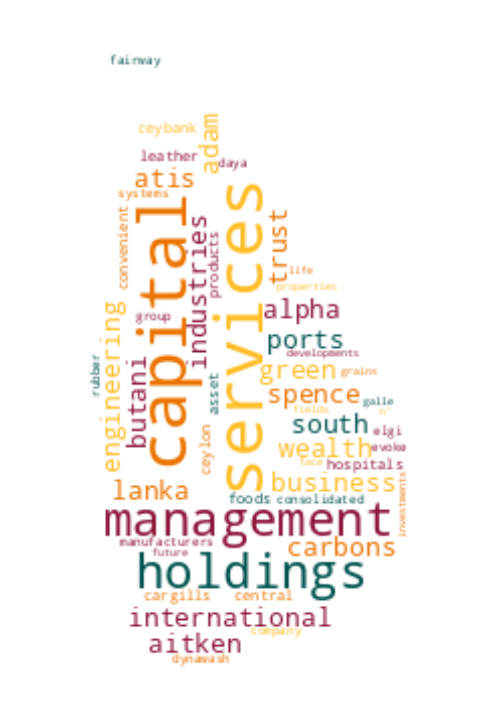 fairway
ceybank
adam
leather
daya
atis
systems
capital
services
convenient
industries
products
trust
life
properties
group
alpha
engineering
ports
butani
developments
rubber
asset
green
grains
spence
galle
fields
n'
south
elgi
ceylon
wealth
evoke
face
hospitals
lanka
business
investments
foods
consolidated
management
manufacturers
carbons
future
holdings
cargills
central
international
company
aitken
dynawash